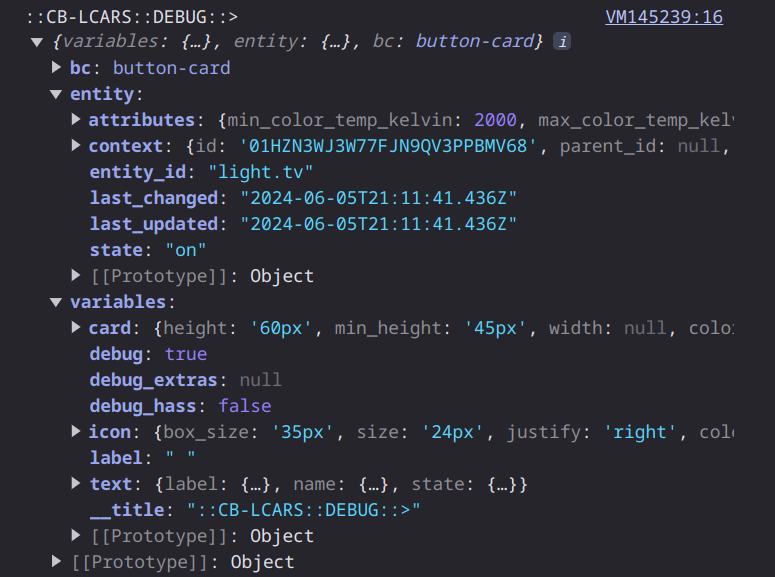 ::CB-LCARS::DEBUG::> VM145239:16
▼ {variables: {…}, entity: {…}, bc: button-card} i
▶ bc: button-card
▼ entity:
▶ attributes: {min_color_temp_kelvin: 2000, max_color_temp_kelv
▶ context: {id: '01HZN3WJ3W77FJN9QV3PPBMV68', parent_id: null,
entity_id: "light.tv"
last_changed: "2024-06-05T21:11:41.436Z"
last_updated: "2024-06-05T21:11:41.436Z"
state: "on"
▶ [[Prototype]]: Object
▼ variables:
▶ card: {height: '60px', min_height: '45px', width: null, colo
debug: true
debug_extras: null
debug_hass: false
▶ icon: {box_size: '35px', size: '24px', justify: 'right', colo
label: " "
▶ text: {label: {…}, name: {…}, state: {…}}
__title: "::CB-LCARS::DEBUG::>"
▶ [[Prototype]]: Object
▶ [[Prototype]]: Object